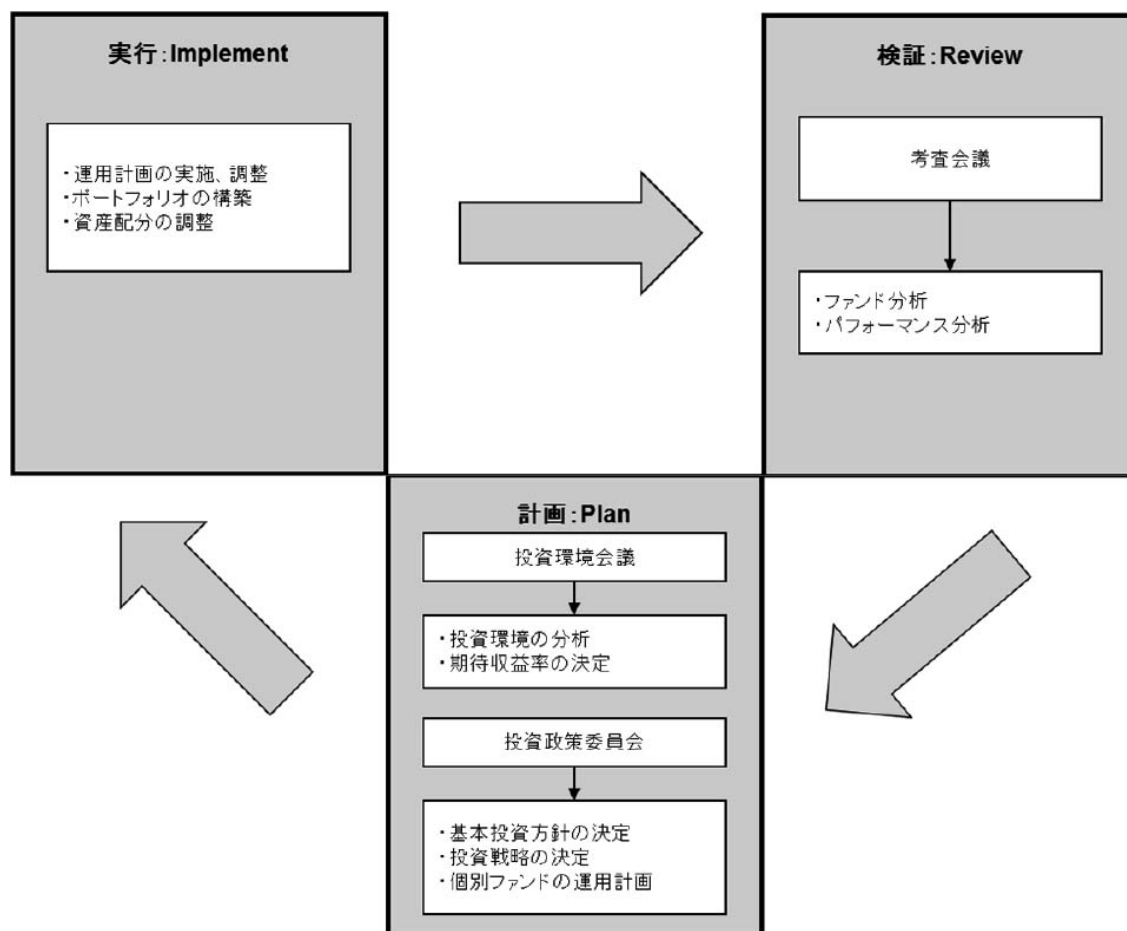 実行：Implement
・運用計画の実施、調整
・ポートフォリオの構築
・資産配分の調整
検証：Review
考査会議
・ファンド分析
・パフォーマンス分析
計画：Plan
投資環境会議
・投資環境の分析
・期待収益率の決定
投資政策委員会
・基本投資方針の決定
・投資戦略の決定
・個別ファンドの運用計画